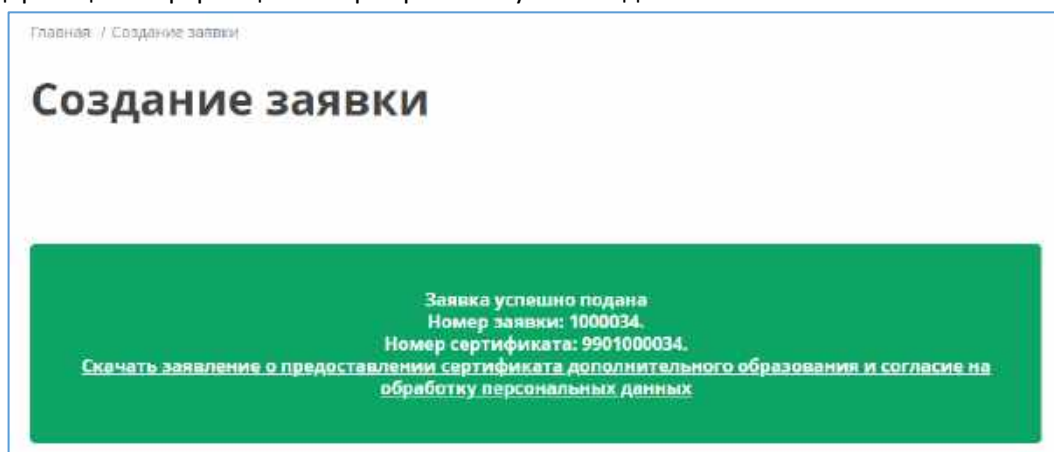 Главная / Создание заявки
Создание заявки
Заявка успешно подана
Номер заявки: 1000034.
Номер сертификата: 9901000034.
Скачать заявление о предоставлении сертификата дополнительного образования и согласие на
обработку персональных данных